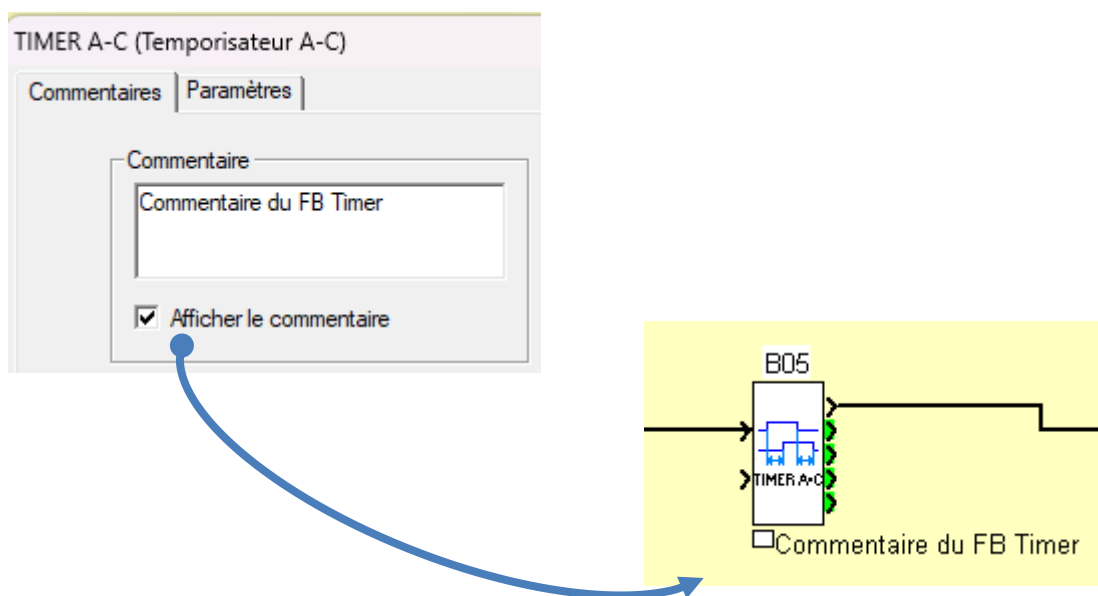 TIMER A-C (Temporisateur A-C)
Commentaires
Paramètres
Commentaire
Commentaire du FB Timer
Afficher le commentaire
B05
TIMER A•C
Commentaire du FB Timer